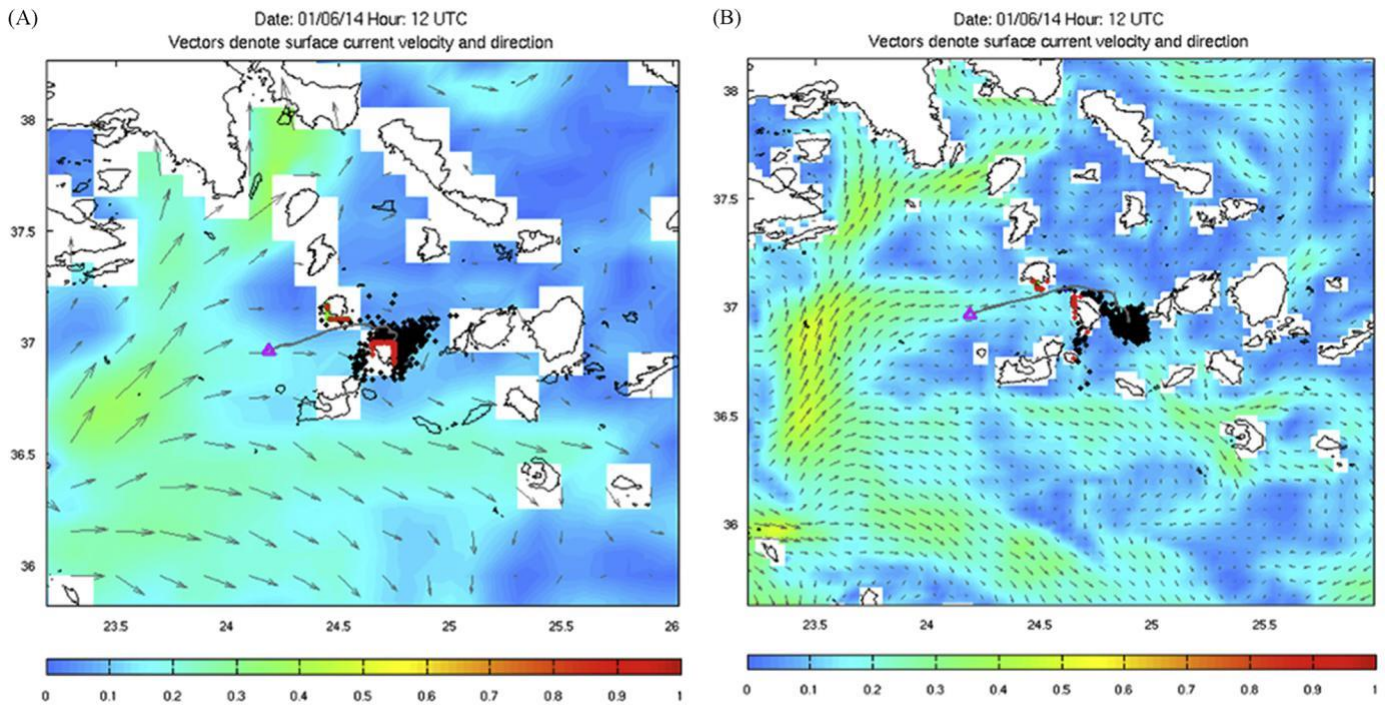 (A)
Date: 01/06/14 Hour: 12 UTC
Vectors denote surface current velocity and direction
38
37.5
37
36.5
36
23.5 24 24.5 25 25.5 26
0 0.1 0.2 0.3 0.4 0.5 0.6 0.7 0.8 0.9 1
(B)
Date: 01/06/14 Hour: 12 UTC
Vectors denote surface current velocity and direction
38
37.5
37
36.5
36
23.5 24 24.5 25 25.5
0 0.1 0.2 0.3 0.4 0.5 0.6 0.7 0.8 0.9 1